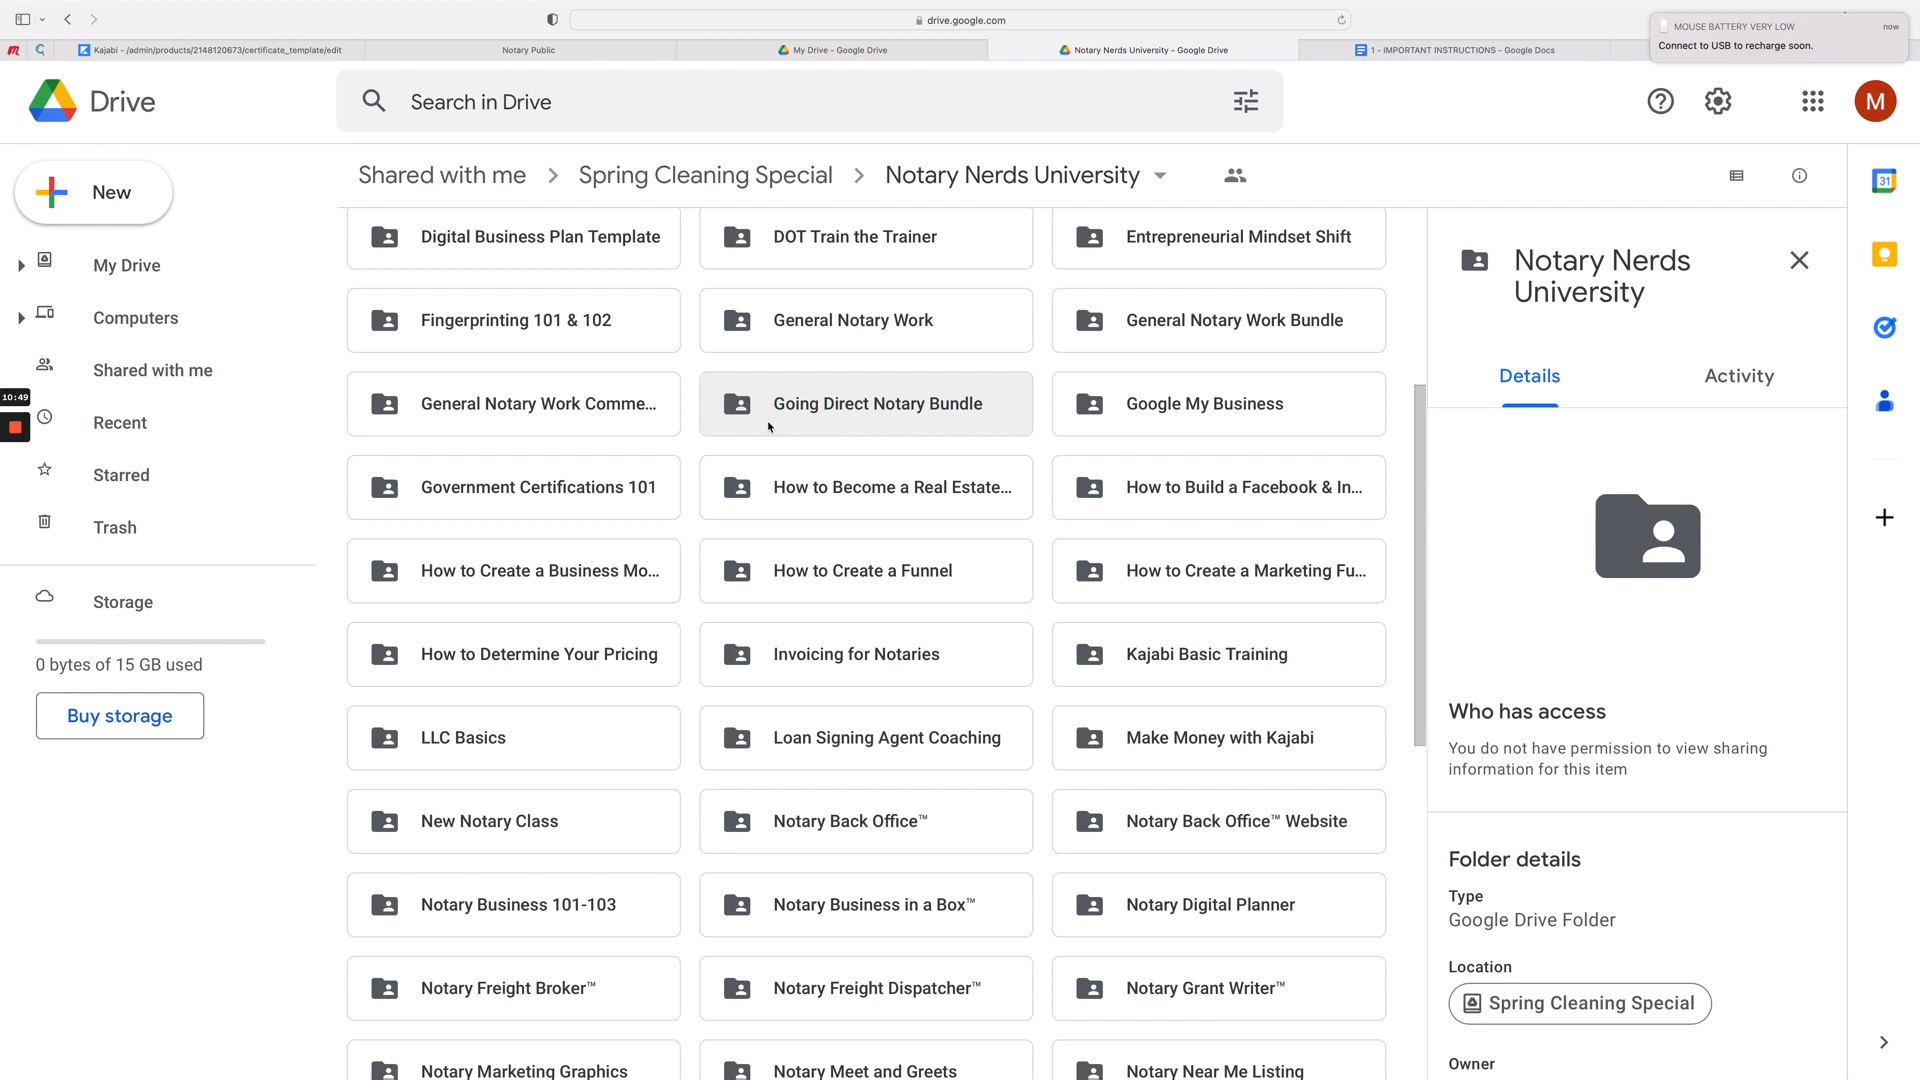 drive.google.com
MOUSE BATTERY VERY LOW
now
Connect to USB to recharge soon.
Kajabi - /admin/products/2148120673/certificate_template/edit
Notary Public
My Drive - Google Drive
Notary Nerds University - Google Drive
1 - IMPORTANT INSTRUCTIONS - Google Docs
Drive
Search in Drive
M
New
Shared with me
Spring Cleaning Special
Notary Nerds University
31
My Drive
Computers
Shared with me
10:49
Recent
Starred
Trash
Storage
0 bytes of 15 GB used
Buy storage
Digital Business Plan Template
DOT Train the Trainer
Entrepreneurial Mindset Shift
Fingerprinting 101 & 102
General Notary Work
General Notary Work Bundle
General Notary Work Comme...
Going Direct Notary Bundle
Google My Business
Government Certifications 101
How to Become a Real Estate...
How to Build a Facebook & In...
How to Create a Business Mo...
How to Create a Funnel
How to Create a Marketing Fu...
How to Determine Your Pricing
Invoicing for Notaries
Kajabi Basic Training
LLC Basics
Loan Signing Agent Coaching
Make Money with Kajabi
New Notary Class
Notary Back Office™
Notary Back Office™ Website
Notary Business 101-103
Notary Business in a Box™
Notary Digital Planner
Notary Freight Broker™
Notary Freight Dispatcher™
Notary Grant Writer™
Notary Marketing Graphics
Notary Meet and Greets
Notary Near Me Listing
Notary Nerds
University
Details
Activity
Who has access
You do not have permission to view sharing
information for this item
Folder details
Type
Google Drive Folder
Location
Spring Cleaning Special
Owner